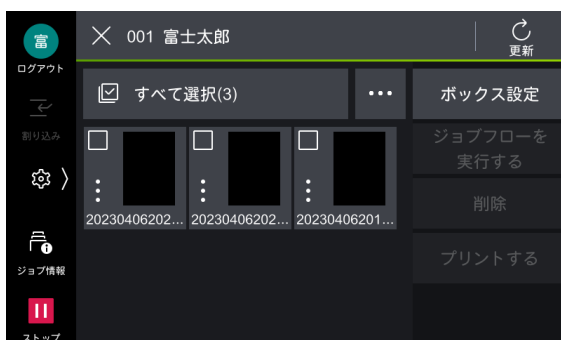 富
ログアウト
割り込み
ジョブ情報
ストップ
001 富士太郎
更新
すべて選択(3)
ボックス設定
20230406202...
20230406202...
20230406201...
ジョブフローを
実行する
削除
プリントする